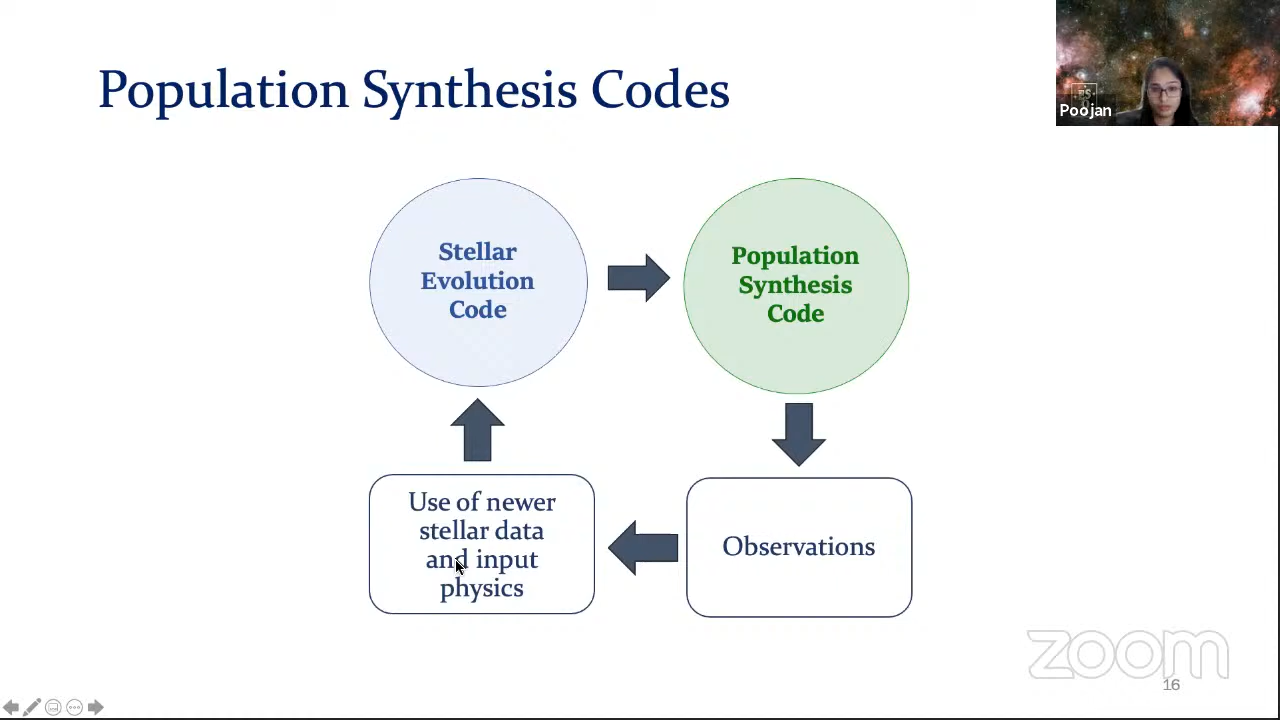 Population Synthesis Codes
Poojan
Stellar
Evolution
Code
Population
Synthesis
Code
Use of newer
stellar data
and input
physics
Observations
zoom
16